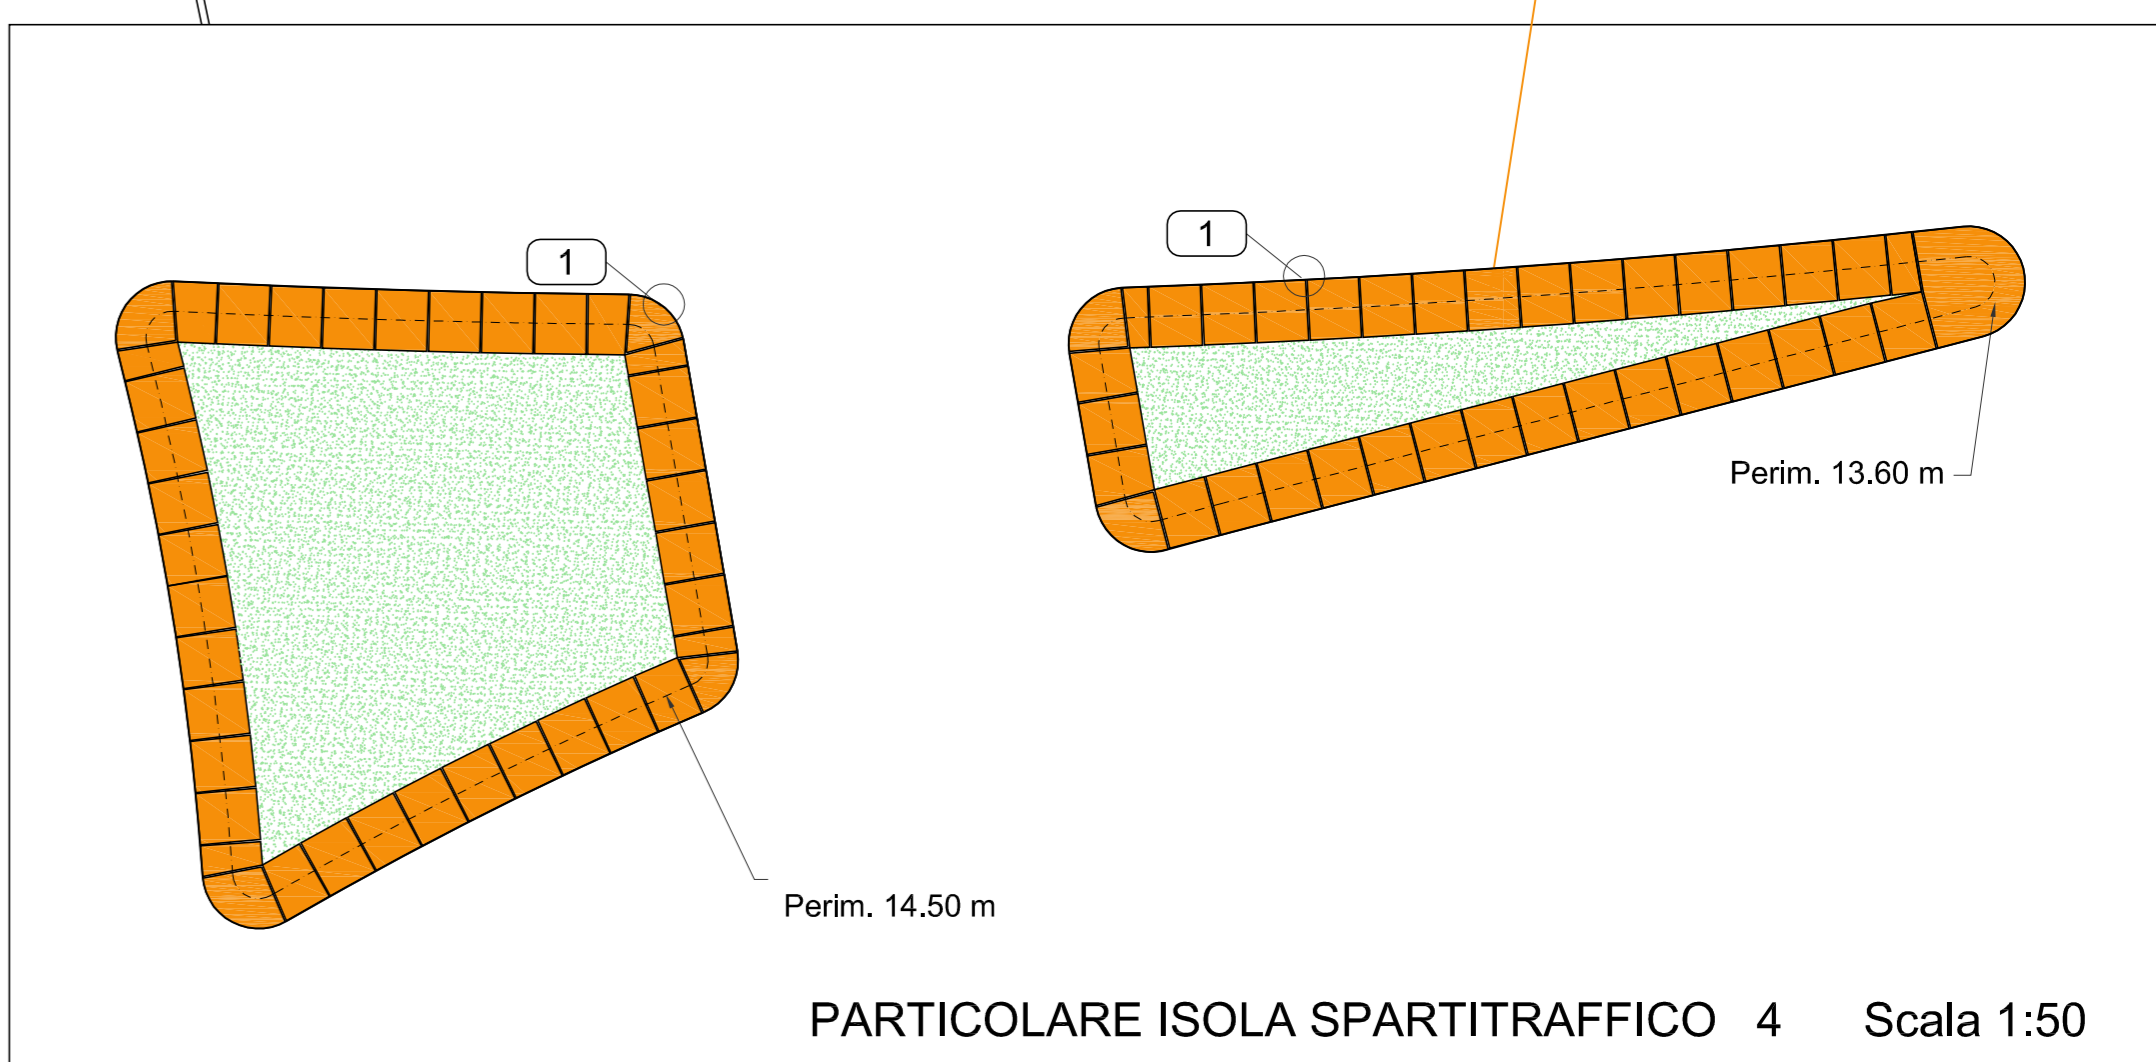 1
1
Perim. 13.60 m
Perim. 14.50 m
PARTICOLARE ISOLA SPARTITRAFFICO 4 Scala 1:50